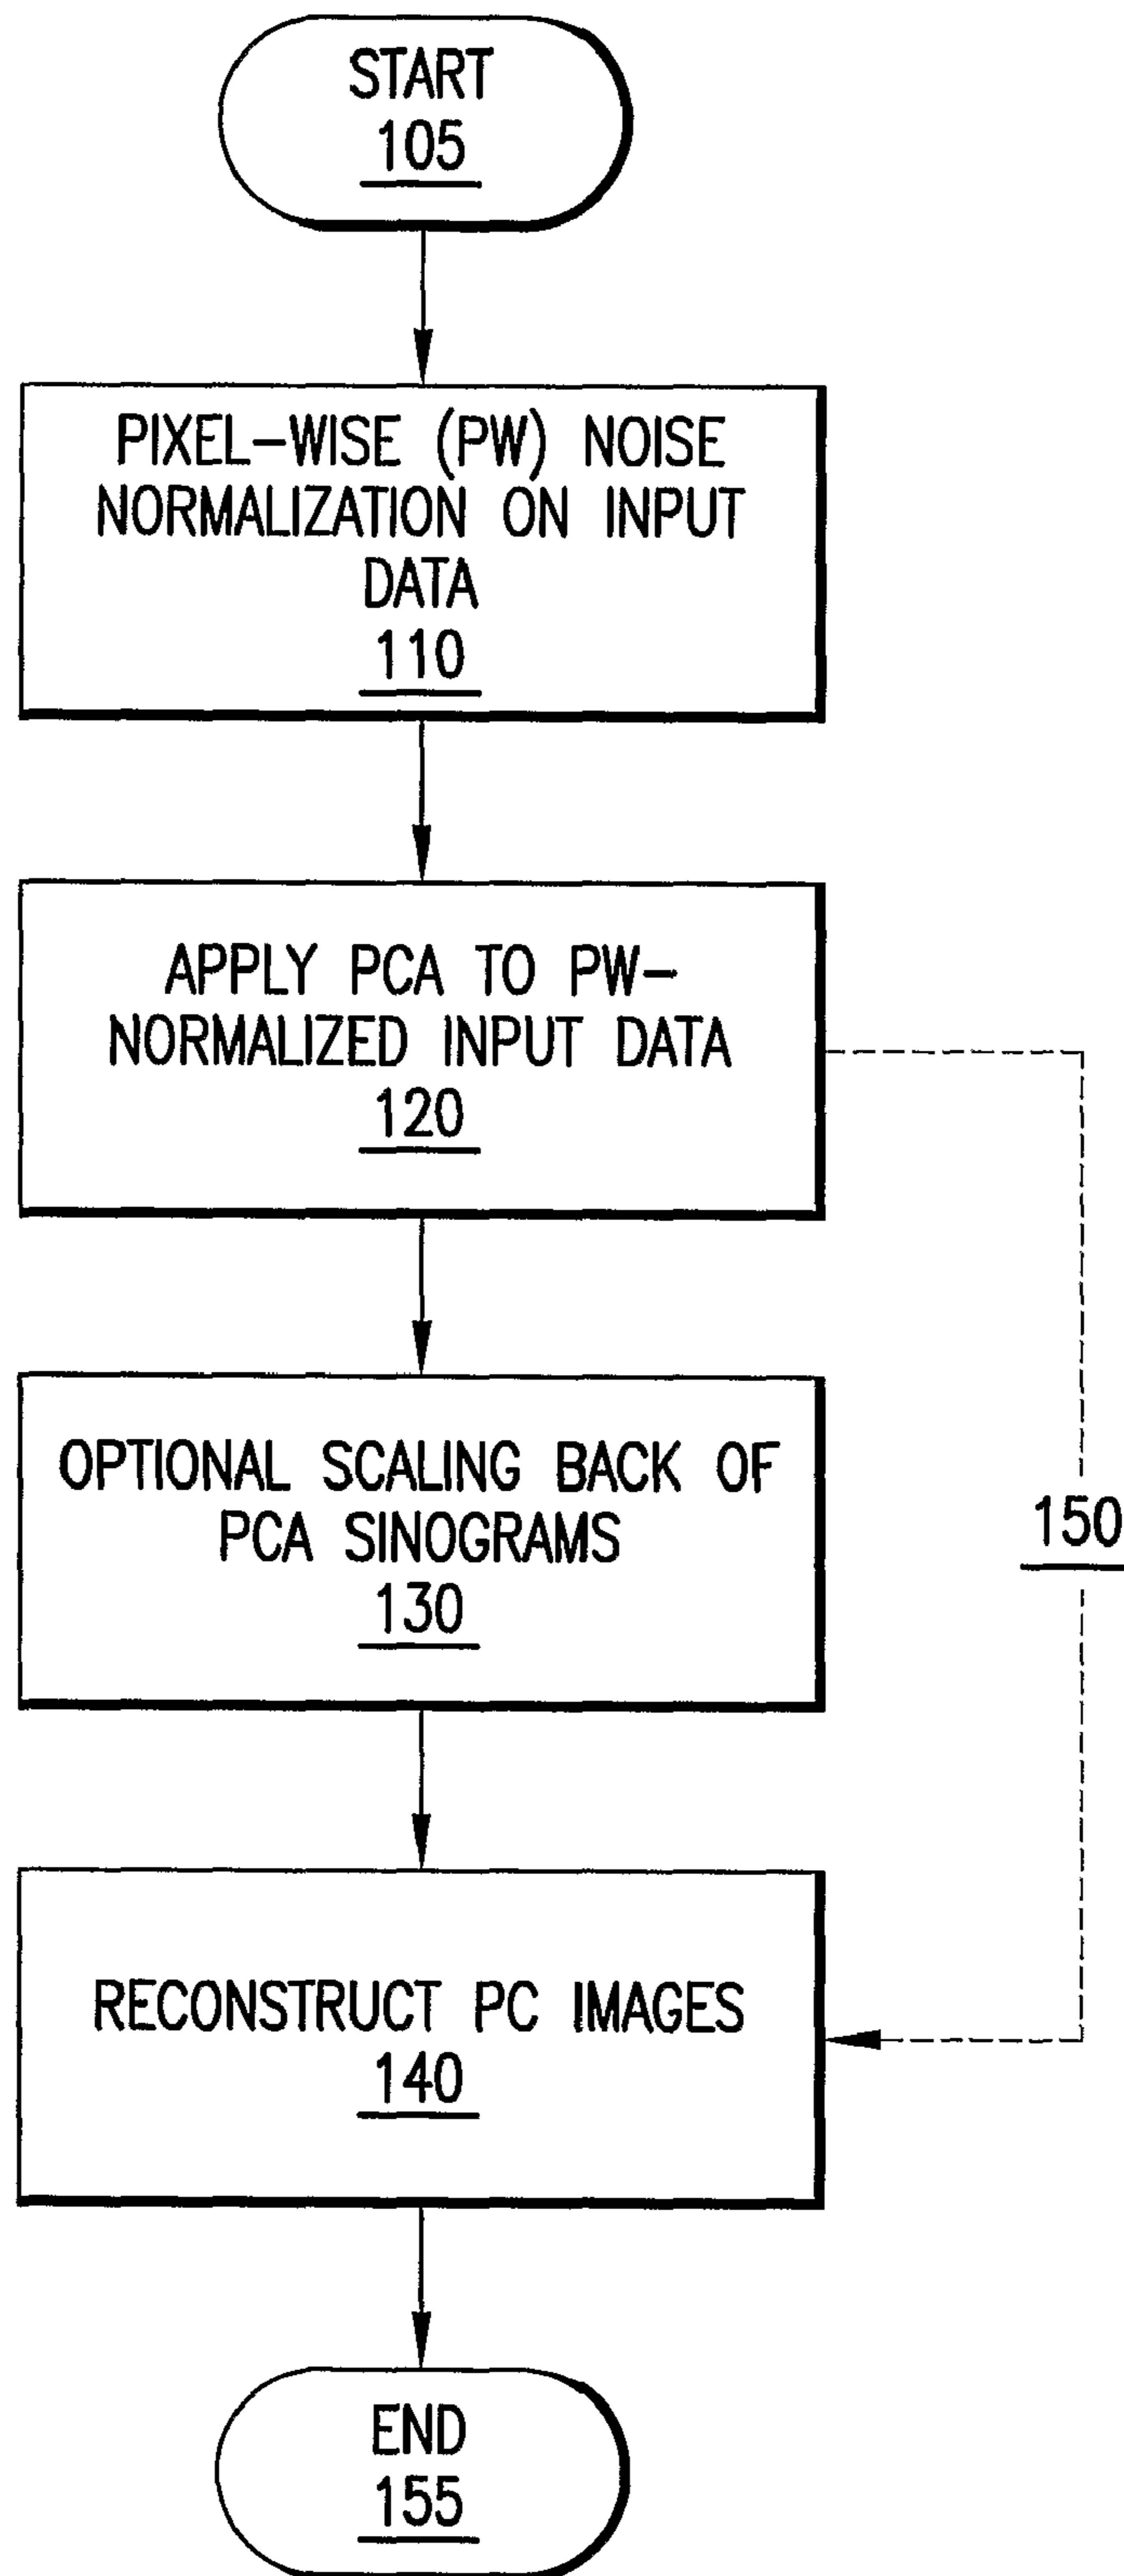 START
105
PIXEL-WISE (PW) NOISE
NORMALIZATION ON INPUT
DATA
110
APPLY PCA TO PW-
NORMALIZED INPUT DATA
120
OPTIONAL SCALING BACK OF
PCA SINOGRAMS
130
150
RECONSTRUCT PC IMAGES
140
END
155